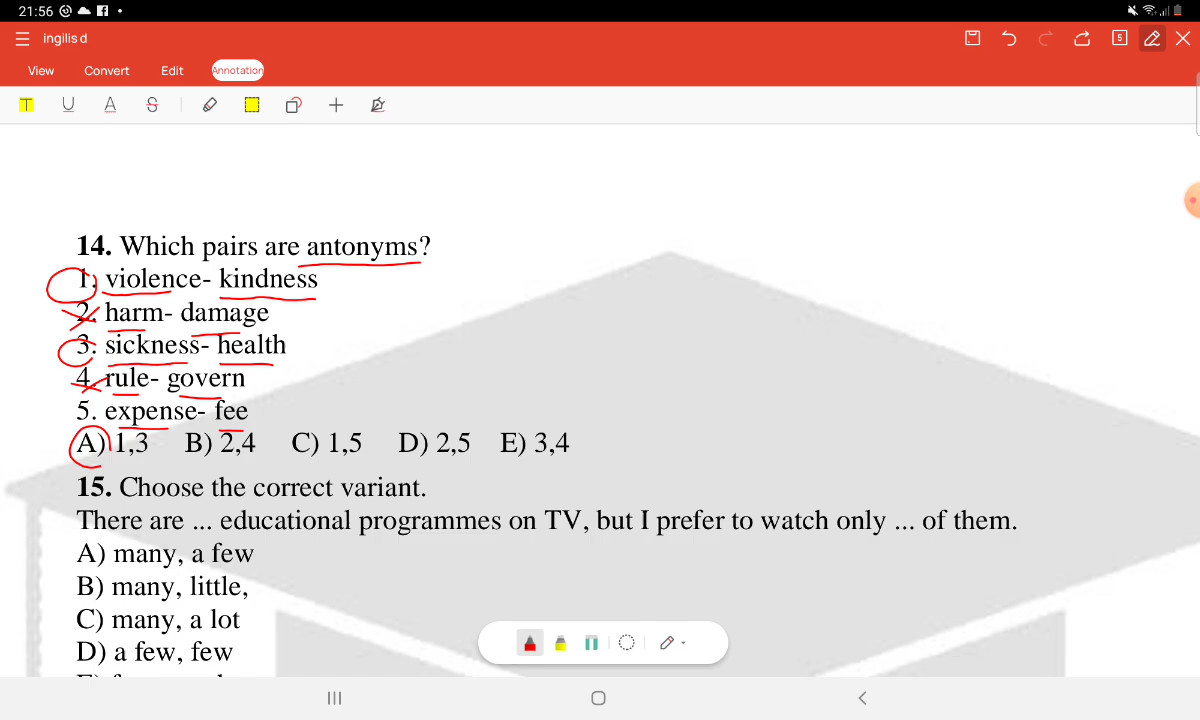 21:56
ingilis d
5
View Convert Edit Annotation
T U A S
14. Which pairs are antonyms?
1. violence- kindness
2. harm- damage
3. sickness- health
4. rule- govern
5. expense- fee
A) 1,3 B) 2,4 C) 1,5 D) 2,5 E) 3,4
15. Choose the correct variant.
There are ... educational programmes on TV, but I prefer to watch only ... of them.
A) many, a few
B) many, little,
C) many, a lot
D) a few, few